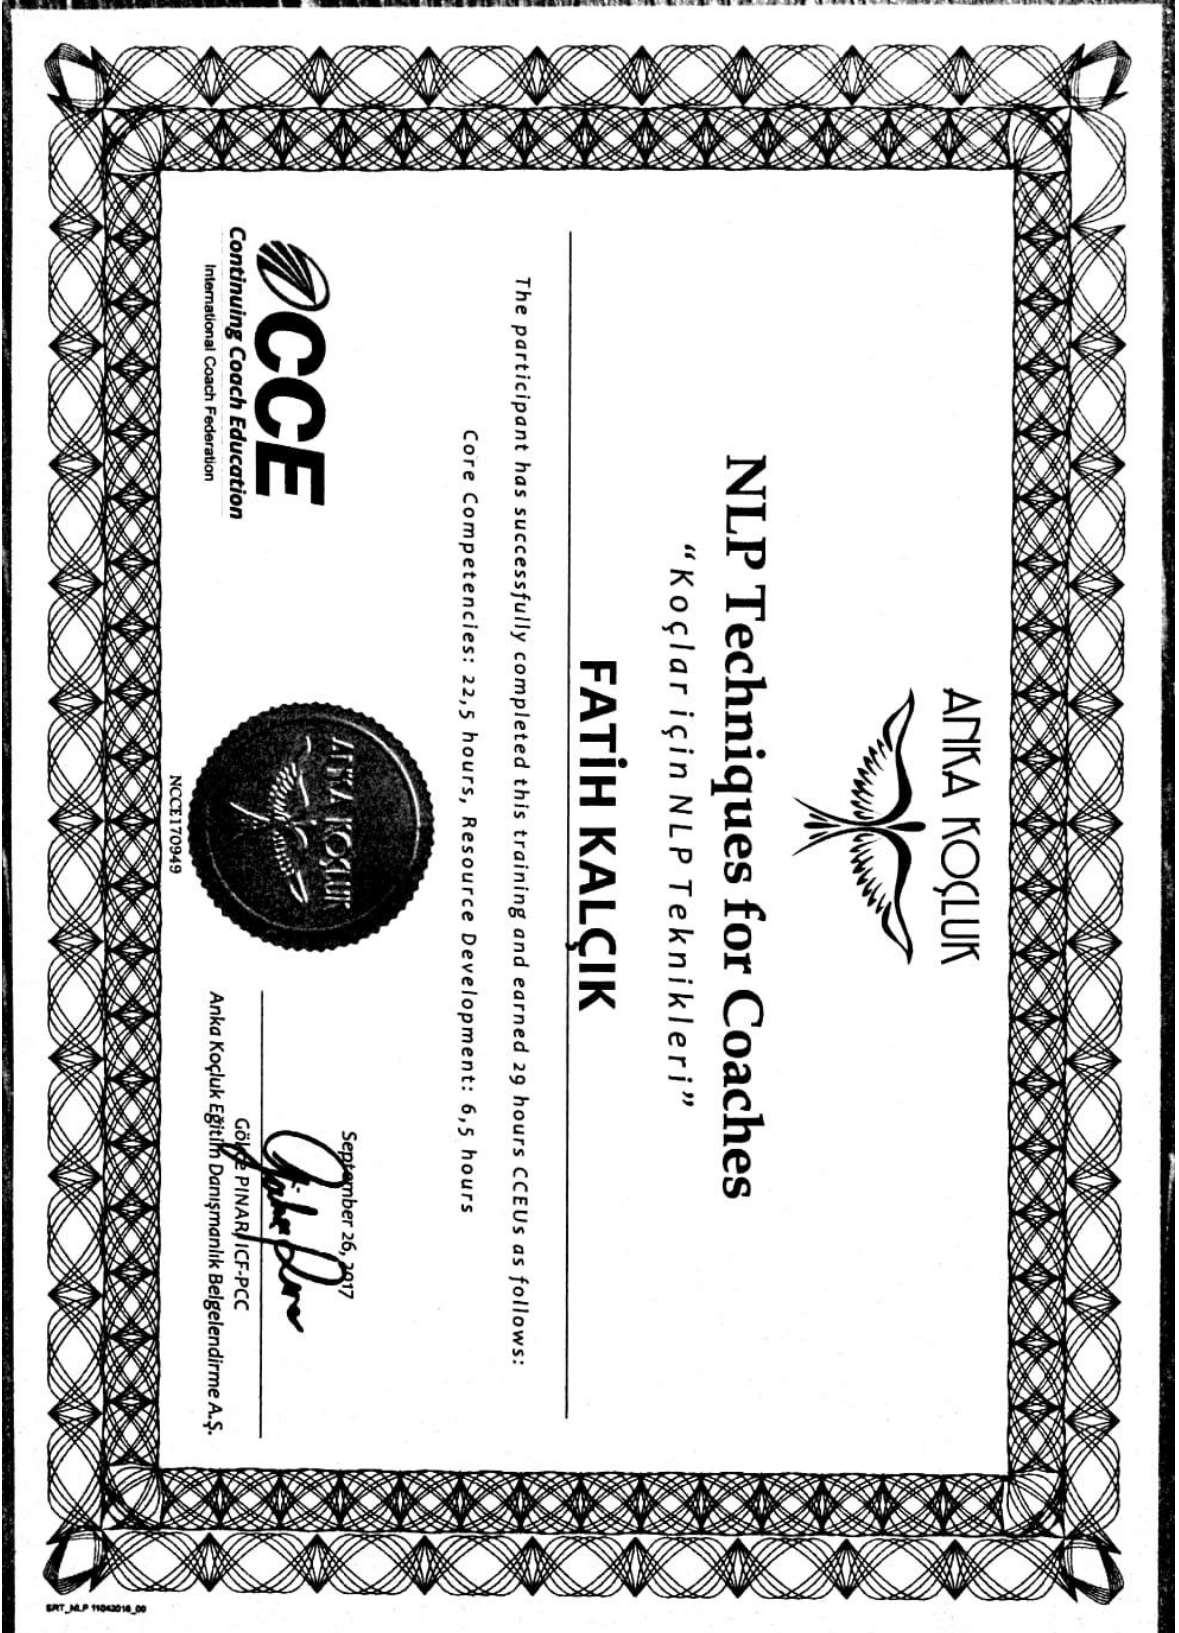 ANKA KOÇLUK
NLP Techniques for Coaches
“Koçlar için NLP Teknikleri”
FATİH KALÇIK
The participant has successfully completed this training and earned 29 hours CCEUs as follows:
Core Competencies: 22,5 hours, Resource Development: 6,5 hours
CCE
Continuing Coach Education
International Coach Federation
ANKA KOÇLUK
NCCE170949
September 26, 2017
Gökçe PINAR/ICF-PCC
Anka Koçluk Eğitim Danışmanlık Belgelendirme A.Ş.
SRT_NLP 11042016_00